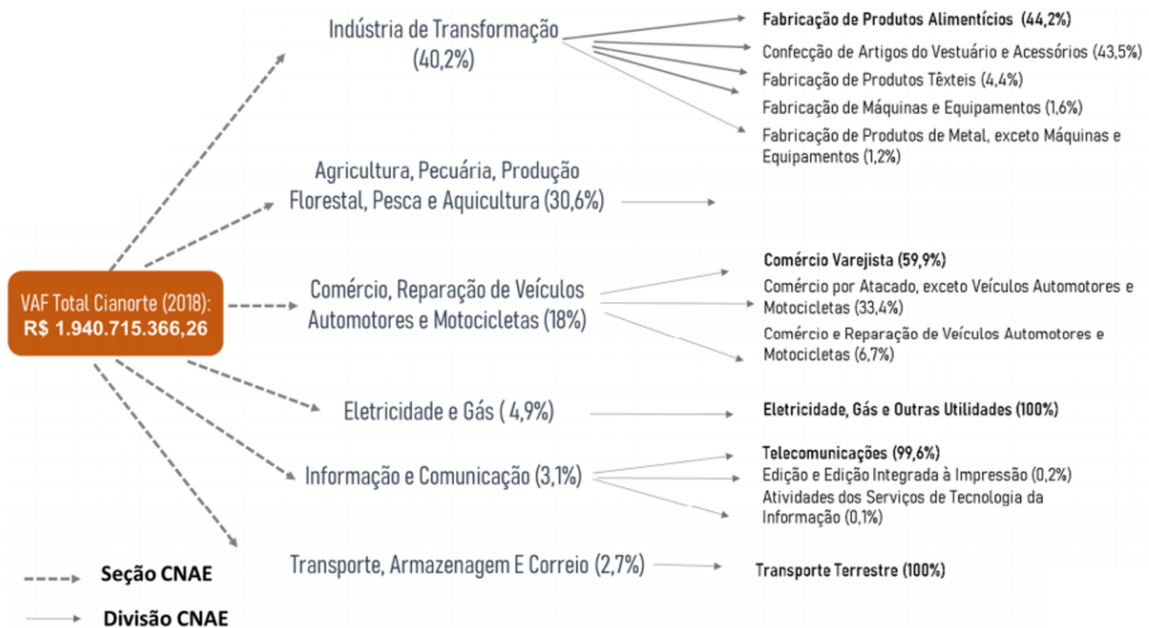 Indústria de Transformação
(40,2%)
Fabricação de Produtos Alimentícios (44,2%)
Confecção de Artigos do Vestuário e Acessórios (43,5%)
Fabricação de Produtos Têxteis (4,4%)
Fabricação de Máquinas e Equipamentos (1,6%)
Fabricação de Produtos de Metal, exceto Máquinas e
Equipamentos (1,2%)
Agricultura, Pecuária, Produção
Florestal, Pesca e Aquicultura (30,6%)
VAF Total Cianorte (2018):
R$ 1.940.715.366,26
Comércio, Reparação de Veículos
Automotores e Motocicletas (18%)
Comércio Varejista (59,9%)
Comércio por Atacado, exceto Veículos Automotores e
Motocicletas (33,4%)
Comércio e Reparação de Veículos Automotores e
Motocicletas (6,7%)
Eletricidade e Gás ( 4,9%)
Eletricidade, Gás e Outras Utilidades (100%)
Informação e Comunicação (3,1%)
Telecomunicações (99,6%)
Edição e Edição Integrada à Impressão (0,2%)
Atividades dos Serviços de Tecnologia da
Informação (0,1%)
Transporte, Armazenagem E Correio (2,7%)
Transporte Terrestre (100%)
Seção CNAE
Divisão CNAE